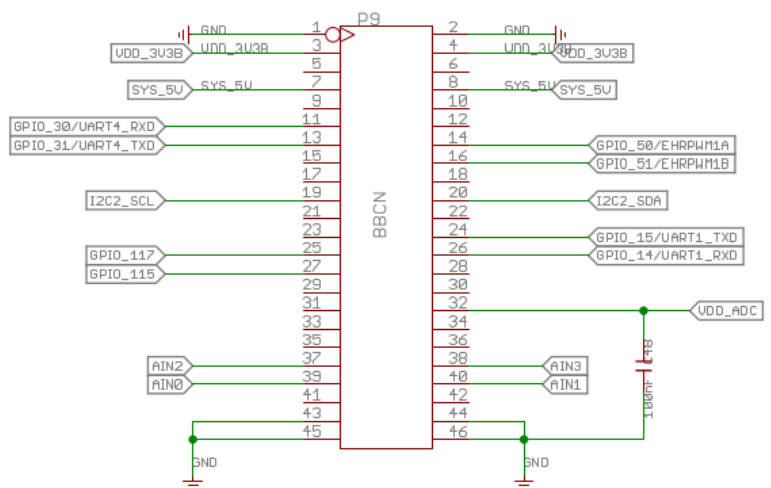 P9
GND 1 2 GND
VDD_3V3B VDD_3V3B 3 4 VDD_3V3B VDD_3V3B
5 6
SYS_5V SYS_5V 7 8 SYS_5V SYS_5V
9 10
GPIO_30/UART4_RXD 11 12
GPIO_31/UART4_TXD 13 14 GPIO_50/EHRPWM1A
15 16 GPIO_51/EHRPWM1B
17 18
I2C2_SCL 19 20 I2C2_SDA
BBCN
21 22
23 24 GPIO_15/UART1_TXD
GPIO_117 25 26 GPIO_14/UART1_RXD
GPIO_115 27 28
29 30
31 32 VDD_ADC
33 34
35 36
C48
AIN2 37 38 AIN3
AIN0 39 40 AIN1
100nF
41 42
43 44
45 46
GND GND